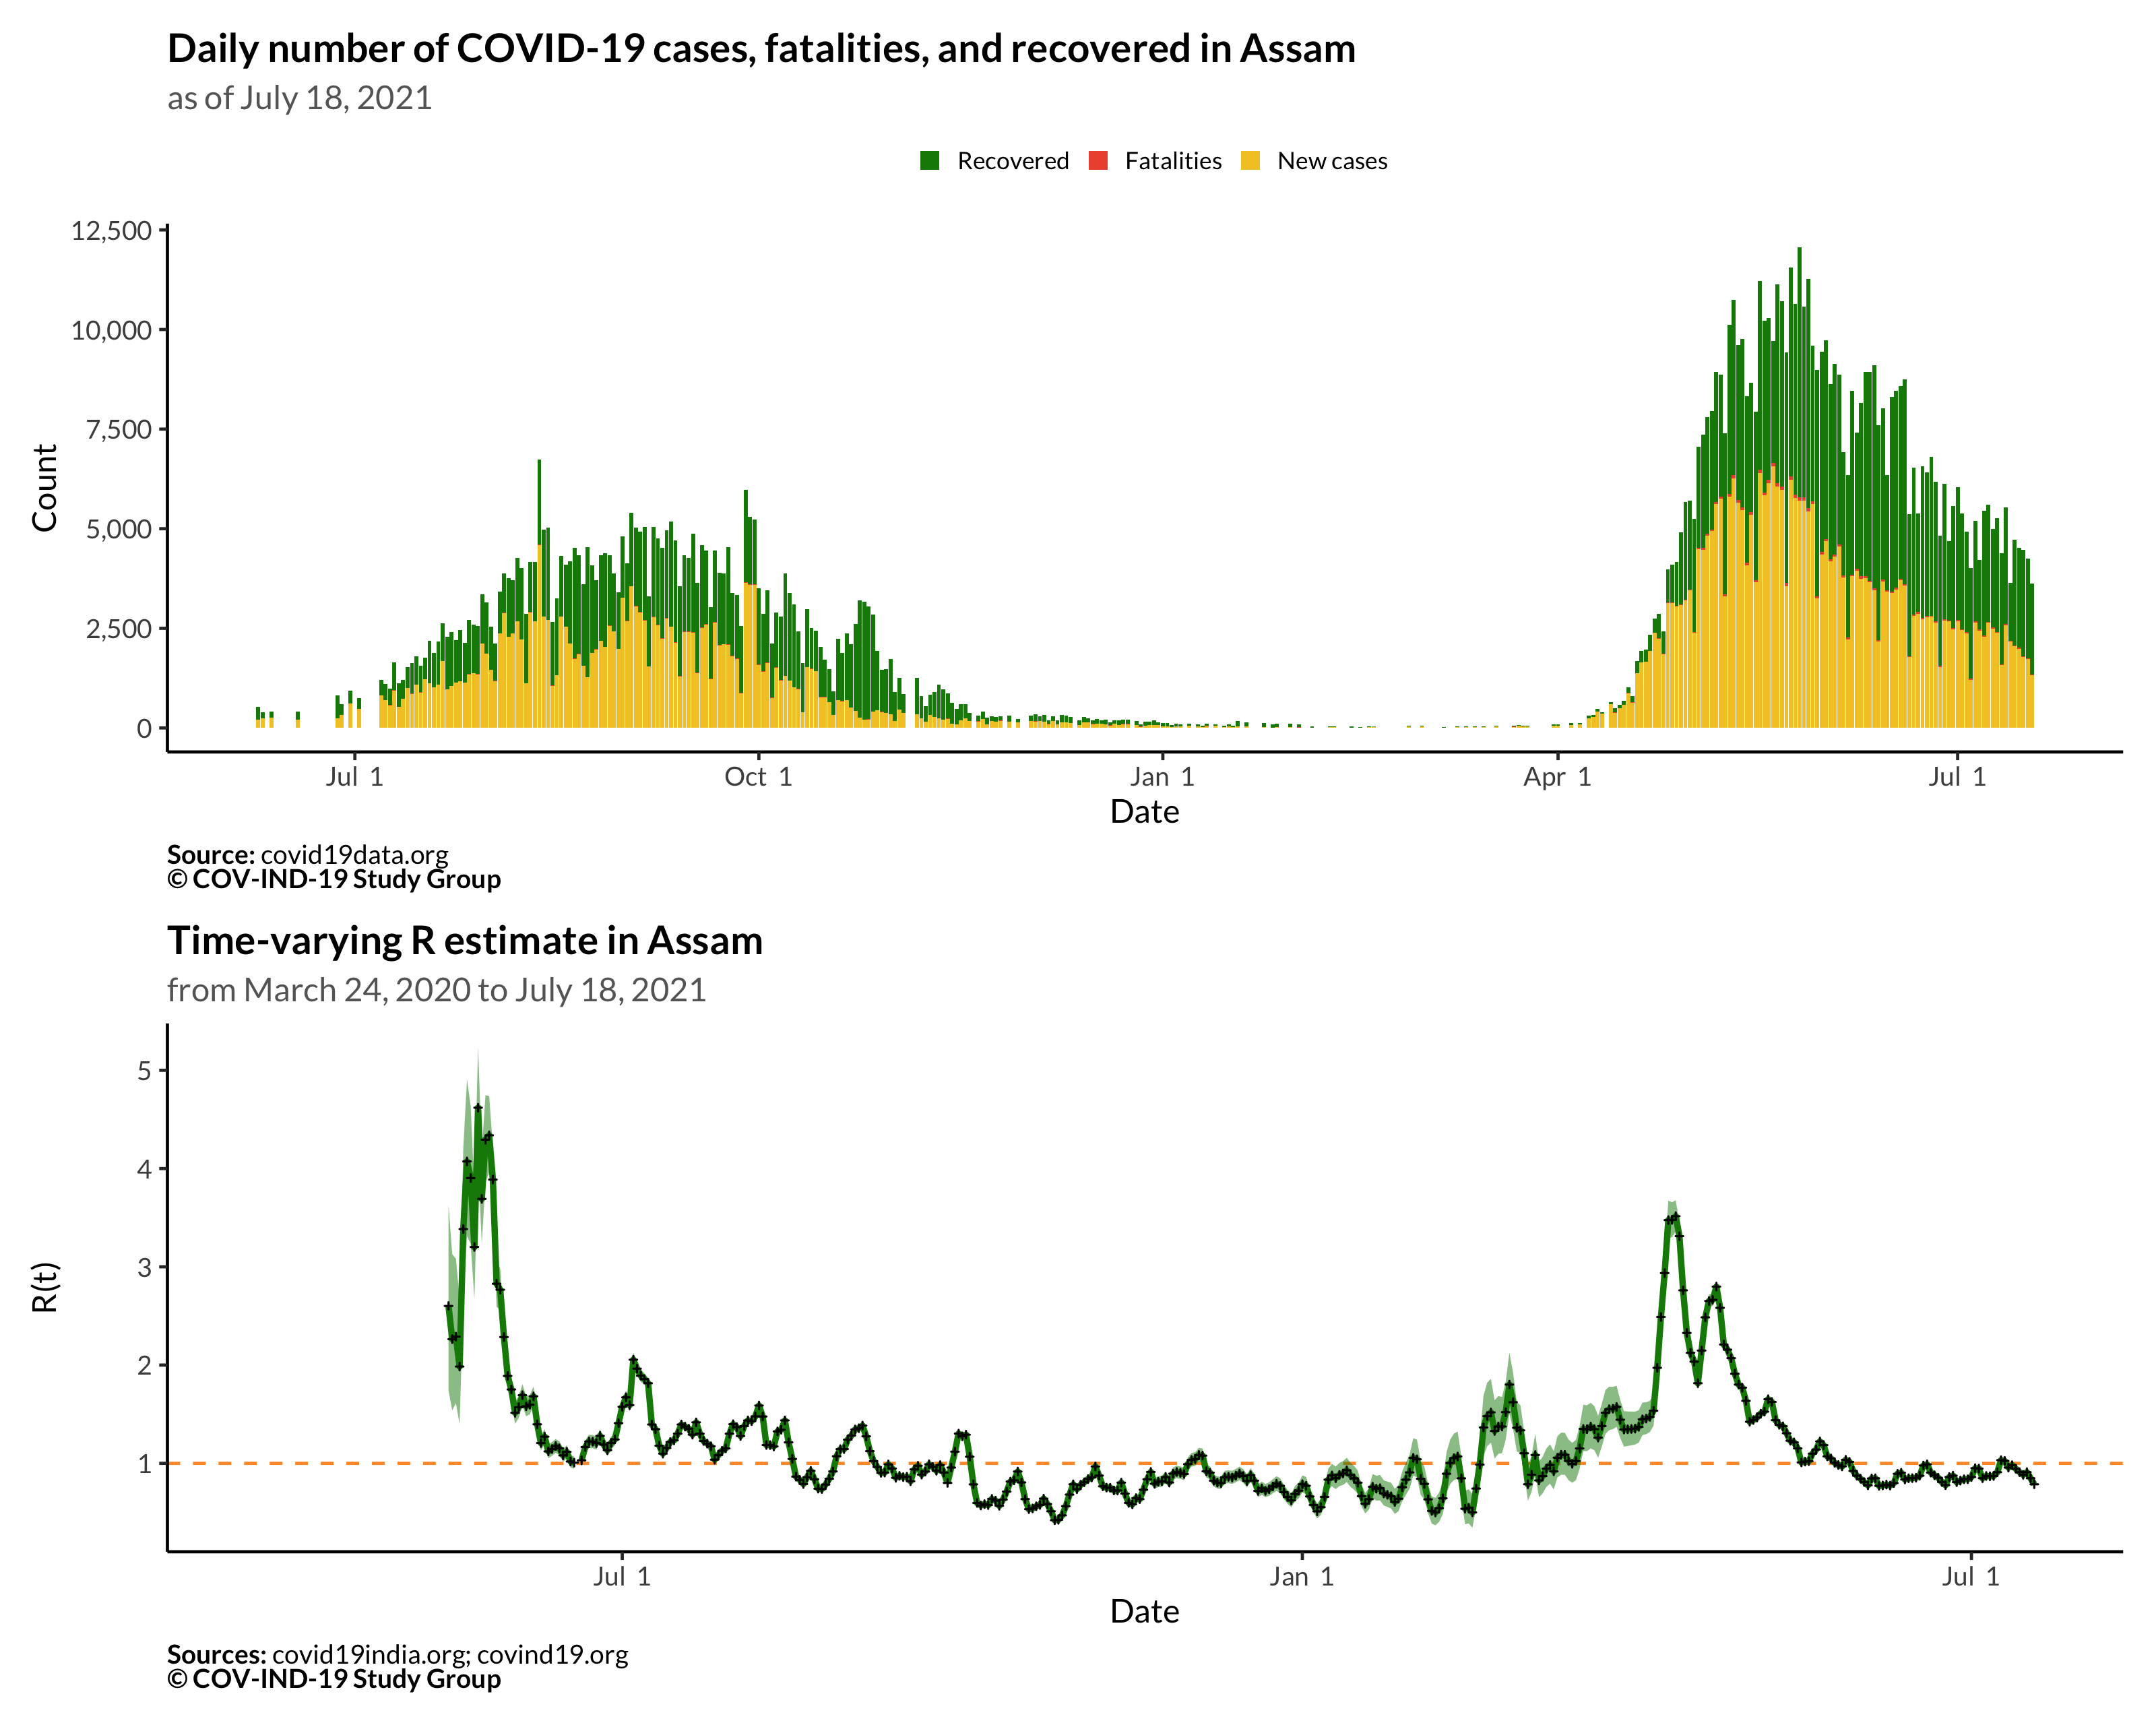 Daily number of COVID-19 cases, fatalities, and recovered in Assam
as of July 18, 2021
Recovered Fatalities New cases
12,500
10,000
7,500
5,000
2,500
0
Count
Jul 1 Oct 1 Jan 1 Apr 1 Jul 1
Date
Source: covid19data.org
© COV-IND-19 Study Group
Time-varying R estimate in Assam
from March 24, 2020 to July 18, 2021
5
4
3
2
1
R(t)
Jul 1 Jan 1 Jul 1
Date
Sources: covid19india.org; covind19.org
© COV-IND-19 Study Group